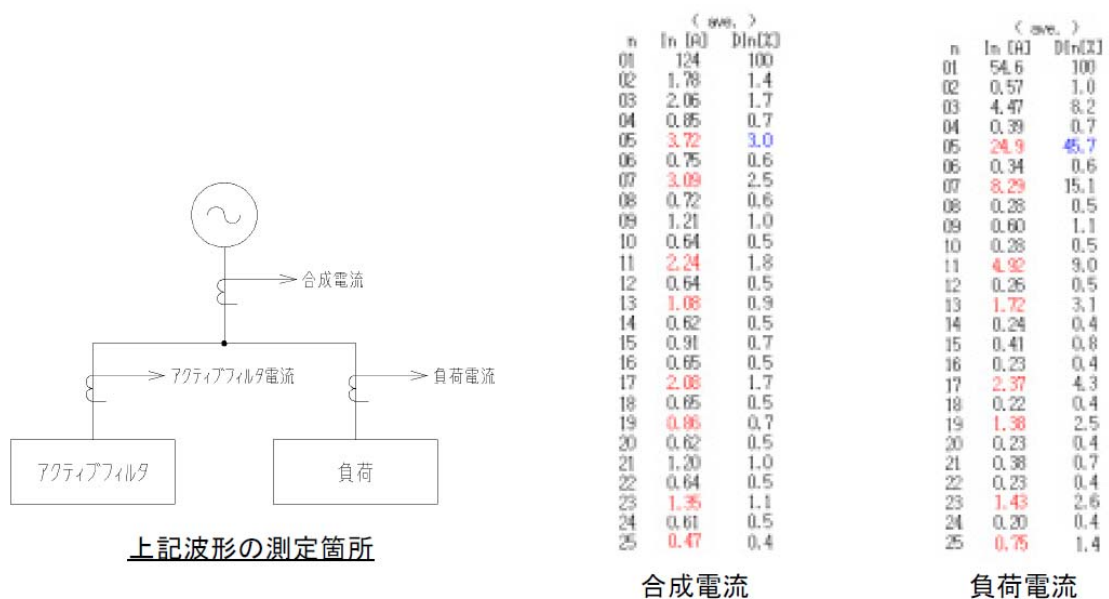 合成電流
アクティブフィルタ電流
負荷電流
アクティブフィルタ
負荷
上記波形の測定箇所
( ave. )
n In [A] DIn[%]
01 124 100
02 1.78 1.4
03 2.06 1.7
04 0.85 0.7
05 3.72 3.0
06 0.75 0.6
07 3.09 2.5
08 0.72 0.6
09 1.21 1.0
10 0.64 0.5
11 2.24 1.8
12 0.64 0.5
13 1.08 0.9
14 0.62 0.5
15 0.91 0.7
16 0.65 0.5
17 2.08 1.7
18 0.65 0.5
19 0.86 0.7
20 0.62 0.5
21 1.20 1.0
22 0.64 0.5
23 1.35 1.1
24 0.61 0.5
25 0.47 0.4
合成電流
( ave. )
n In [A] DIn[%]
01 54.6 100
02 0.57 1.0
03 4.47 8.2
04 0.39 0.7
05 24.9 45.7
06 0.34 0.6
07 8.29 15.1
08 0.28 0.5
09 0.60 1.1
10 0.28 0.5
11 4.92 9.0
12 0.26 0.5
13 1.72 3.1
14 0.24 0.4
15 0.41 0.8
16 0.23 0.4
17 2.37 4.3
18 0.22 0.4
19 1.38 2.5
20 0.23 0.4
21 0.38 0.7
22 0.23 0.4
23 1.43 2.6
24 0.20 0.4
25 0.75 1.4
負荷電流